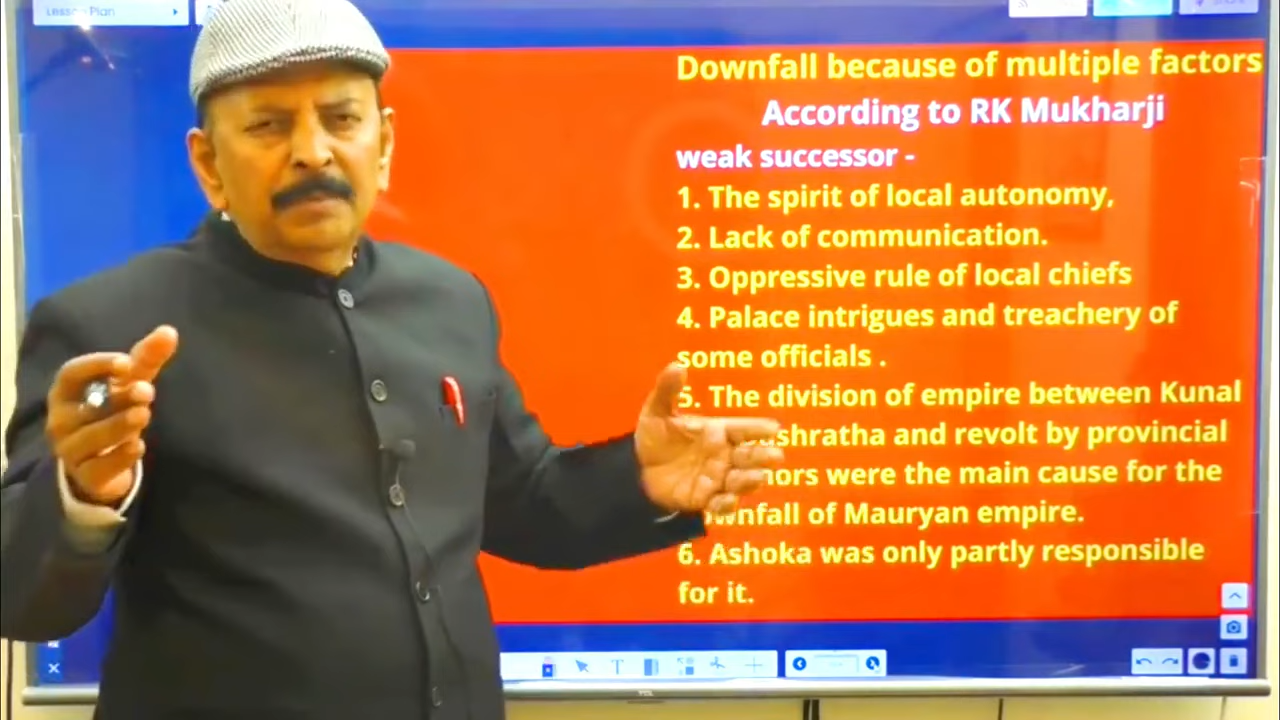 Lesson Plan
Downfall because of multiple factors
According to RK Mukharji
weak successor -
1. The spirit of local autonomy,
2. Lack of communication.
3. Oppressive rule of local chiefs
4. Palace intrigues and treachery of
some officials .
5. The division of empire between Kunal
and revolt by provincial
were the main cause for the
of Mauryan empire.
6. Ashoka was only partly responsible
for it.
TCL